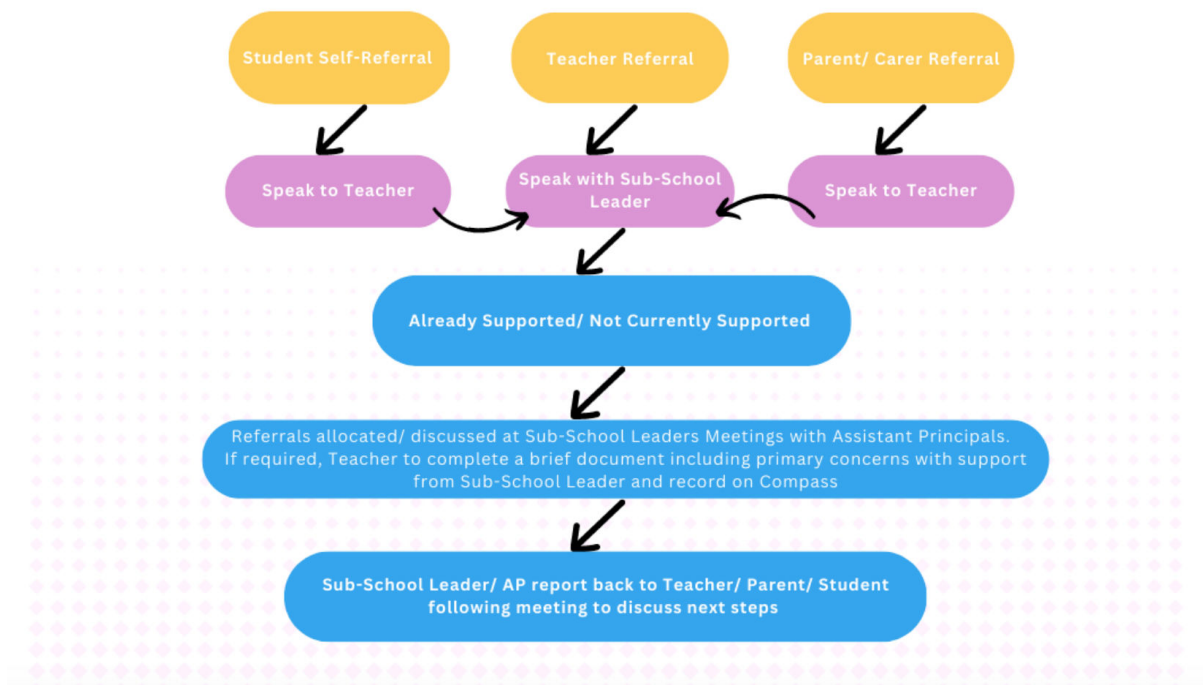 Student Self-Referral
Teacher Referral
Parent/ Carer Referral
Speak to Teacher
Speak with Sub-School
Leader
Speak to Teacher
Already Supported/ Not Currently Supported
Referrals allocated/ discussed at Sub-School Leaders Meetings with Assistant Principals.
If required, Teacher to complete a brief document including primary concerns with support
from Sub-School Leader and record on Compass
Sub-School Leader/ AP report back to Teacher/ Parent/ Student
following meeting to discuss next steps